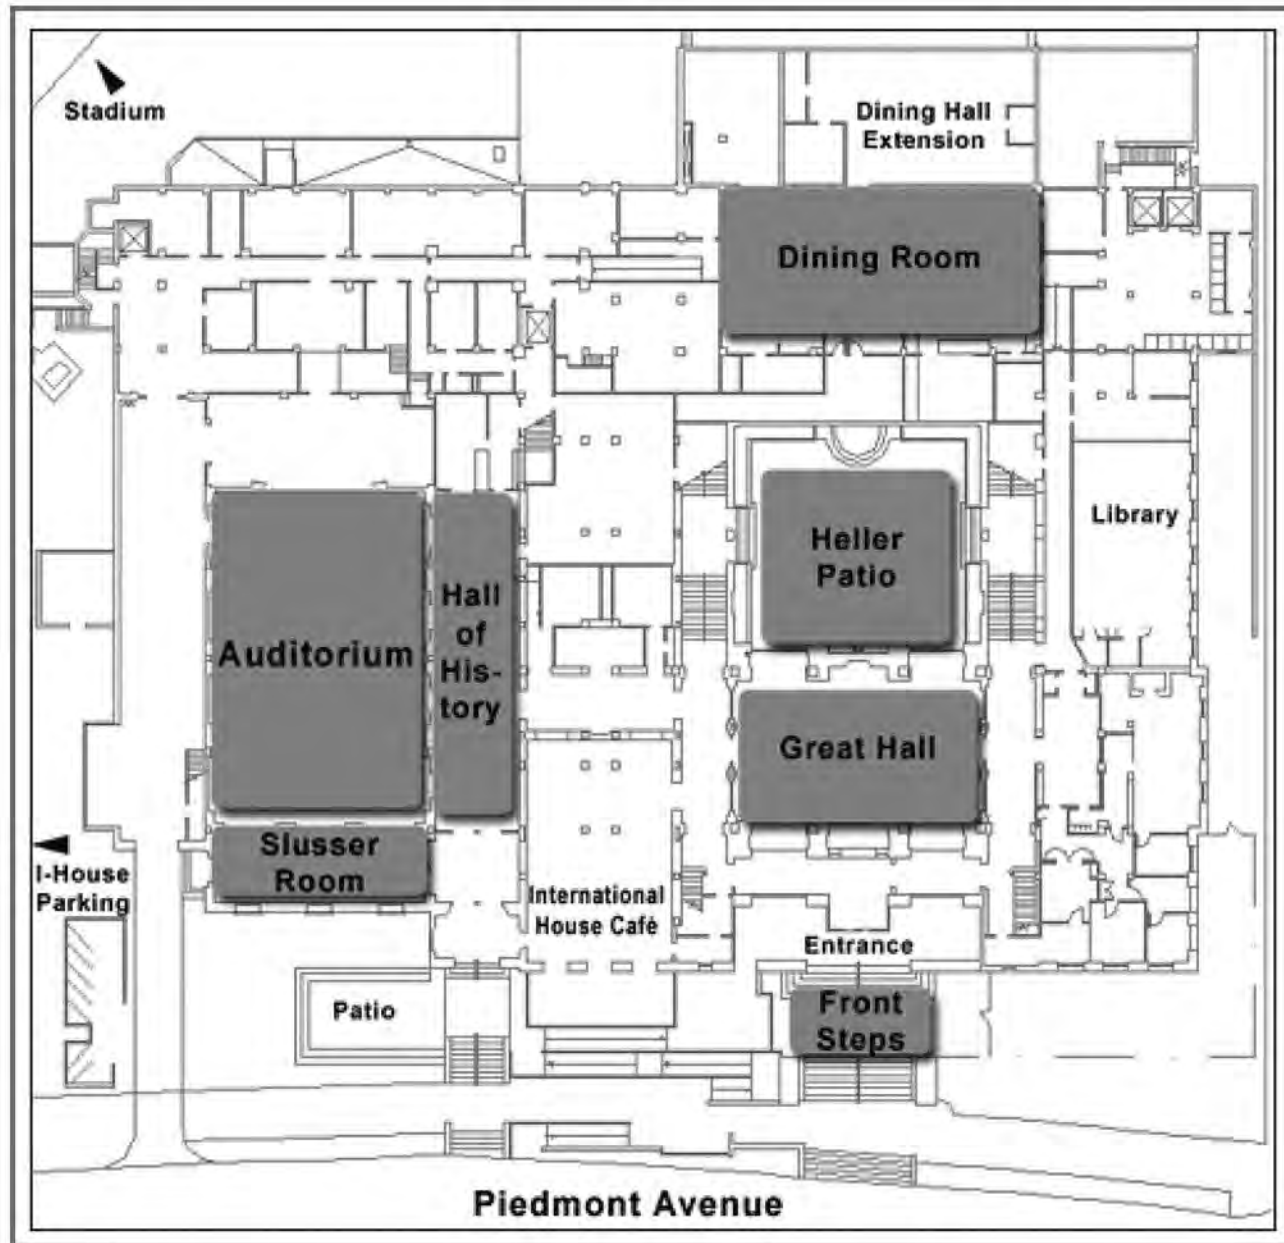 Stadium
Dining Hall
Extension
Dining Room
Library
Heller
Patio
Hall
of
His-
tory
Auditorium
Great Hall
Slusser
Room
I-House
Parking
International
House Café
Entrance
Patio
Front
Steps
Piedmont Avenue